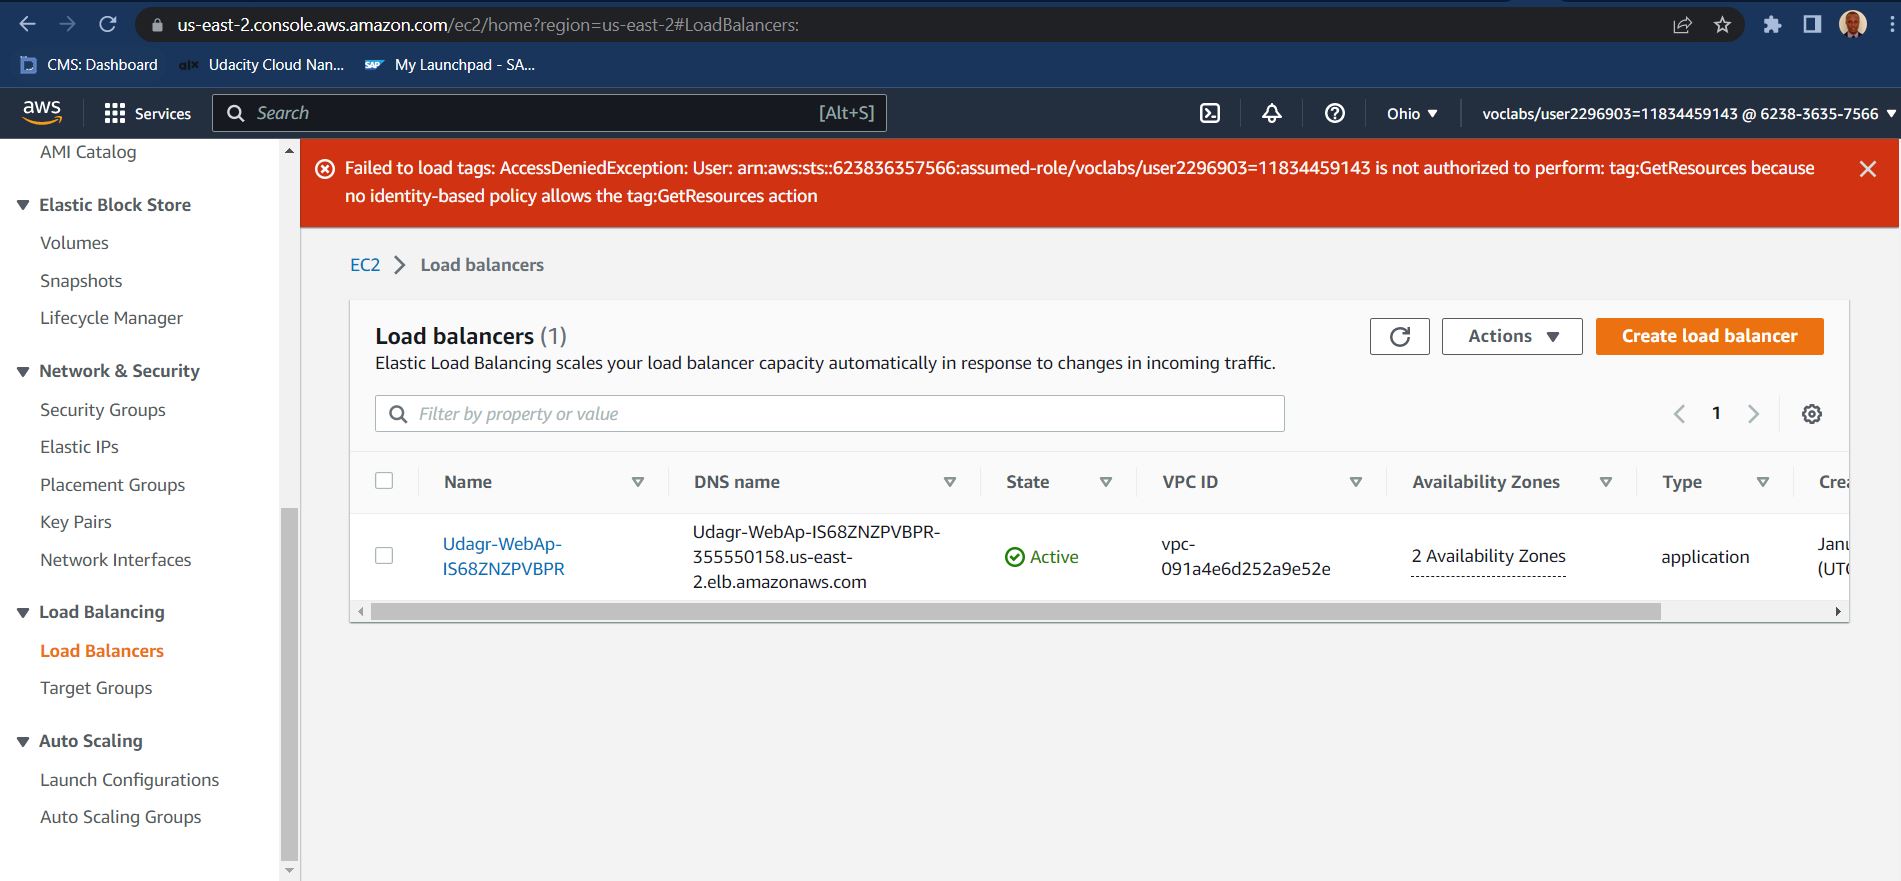 us-east-2.console.aws.amazon.com/ec2/home?region=us-east-2#LoadBalancers:
CMS: Dashboard
alx
Udacity Cloud Nan...
SAP
My Launchpad - SA...
aws
Services
Search
[Alt+S]
Ohio
voclabs/user2296903=11834459143 @ 6238-3635-7566
AMI Catalog
Elastic Block Store
Volumes
Snapshots
Lifecycle Manager
Network & Security
Security Groups
Elastic IPs
Placement Groups
Key Pairs
Network Interfaces
Load Balancing
Load Balancers
Target Groups
Auto Scaling
Launch Configurations
Auto Scaling Groups
Failed to load tags: AccessDeniedException: User: arn:aws:sts::623836357566:assumed-role/voclabs/user2296903=11834459143 is not authorized to perform: tag:GetResources because
no identity-based policy allows the tag:GetResources action
EC2 > Load balancers
Load balancers (1)
Elastic Load Balancing scales your load balancer capacity automatically in response to changes in incoming traffic.
Actions
Create load balancer
Filter by property or value
1
Name
DNS name
State
VPC ID
Availability Zones
Type
Crea
Udagr-WebAp-
IS68ZNZPVBPR
Udagr-WebAp-IS68ZNZPVBPR-
355550158.us-east-
2.elb.amazonaws.com
Active
vpc-
091a4e6d252a9e52e
2 Availability Zones
application
Janu
(UTC